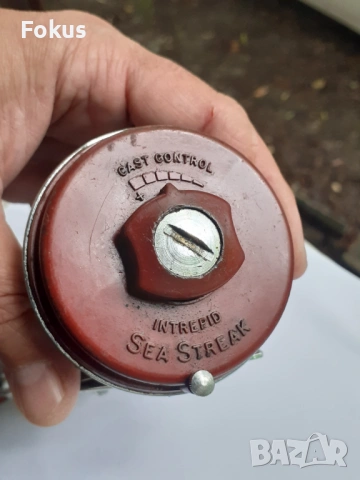 Fokus
CAST CONTROL
INTREPID
SEA STREAK
BAZAR